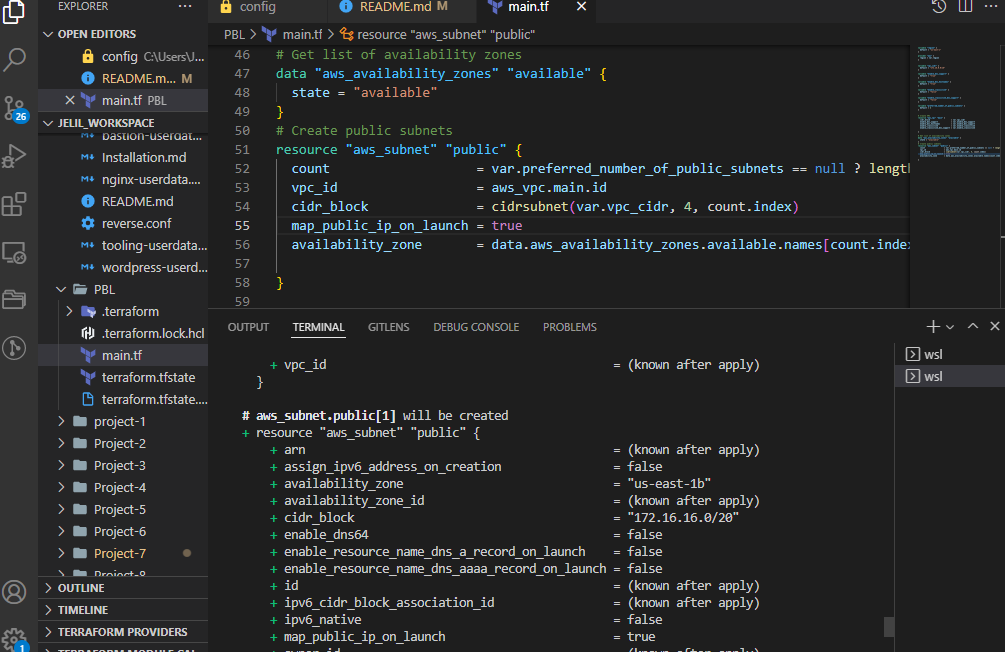 EXPLORER
OPEN EDITORS
config C:\Users\J...
README.m... M
main.tf PBL
JELIL_WORKSPACE
bastion-userdat...
Installation.md
nginx-userdata....
README.md
reverse.conf
tooling-userdata...
wordpress-userd...
PBL
.terraform
.terraform.lock.hcl
main.tf
terraform.tfstate
terraform.tfstate....
project-1
Project-2
Project-3
Project-4
Project-5
Project-6
Project-7
Project-8
OUTLINE
TIMELINE
TERRAFORM PROVIDERS
TERRAFORM MODULE CAL
26
1
config README.md M main.tf
PBL > main.tf > resource "aws_subnet" "public"
46 # Get list of availability zones
47 data "aws_availability_zones" "available" {
48 state = "available"
49 }
50 # Create public subnets
51 resource "aws_subnet" "public" {
52 count = var.preferred_number_of_public_subnets == null ? lengt
53 vpc_id = aws_vpc.main.id
54 cidr_block = cidrsubnet(var.vpc_cidr, 4, count.index)
55 map_public_ip_on_launch = true
56 availability_zone = data.aws_availability_zones.available.names[count.inde
57
58 }
59
OUTPUT TERMINAL GITLENS DEBUG CONSOLE PROBLEMS
wsl
wsl
+ vpc_id = (known after apply)
}
# aws_subnet.public[1] will be created
+ resource "aws_subnet" "public" {
+ arn = (known after apply)
+ assign_ipv6_address_on_creation = false
+ availability_zone = "us-east-1b"
+ availability_zone_id = (known after apply)
+ cidr_block = "172.16.16.0/20"
+ enable_dns64 = false
+ enable_resource_name_dns_a_record_on_launch = false
+ enable_resource_name_dns_aaaa_record_on_launch = false
+ id = (known after apply)
+ ipv6_cidr_block_association_id = (known after apply)
+ ipv6_native = false
+ map_public_ip_on_launch = true
+ owner_id = (known after apply)